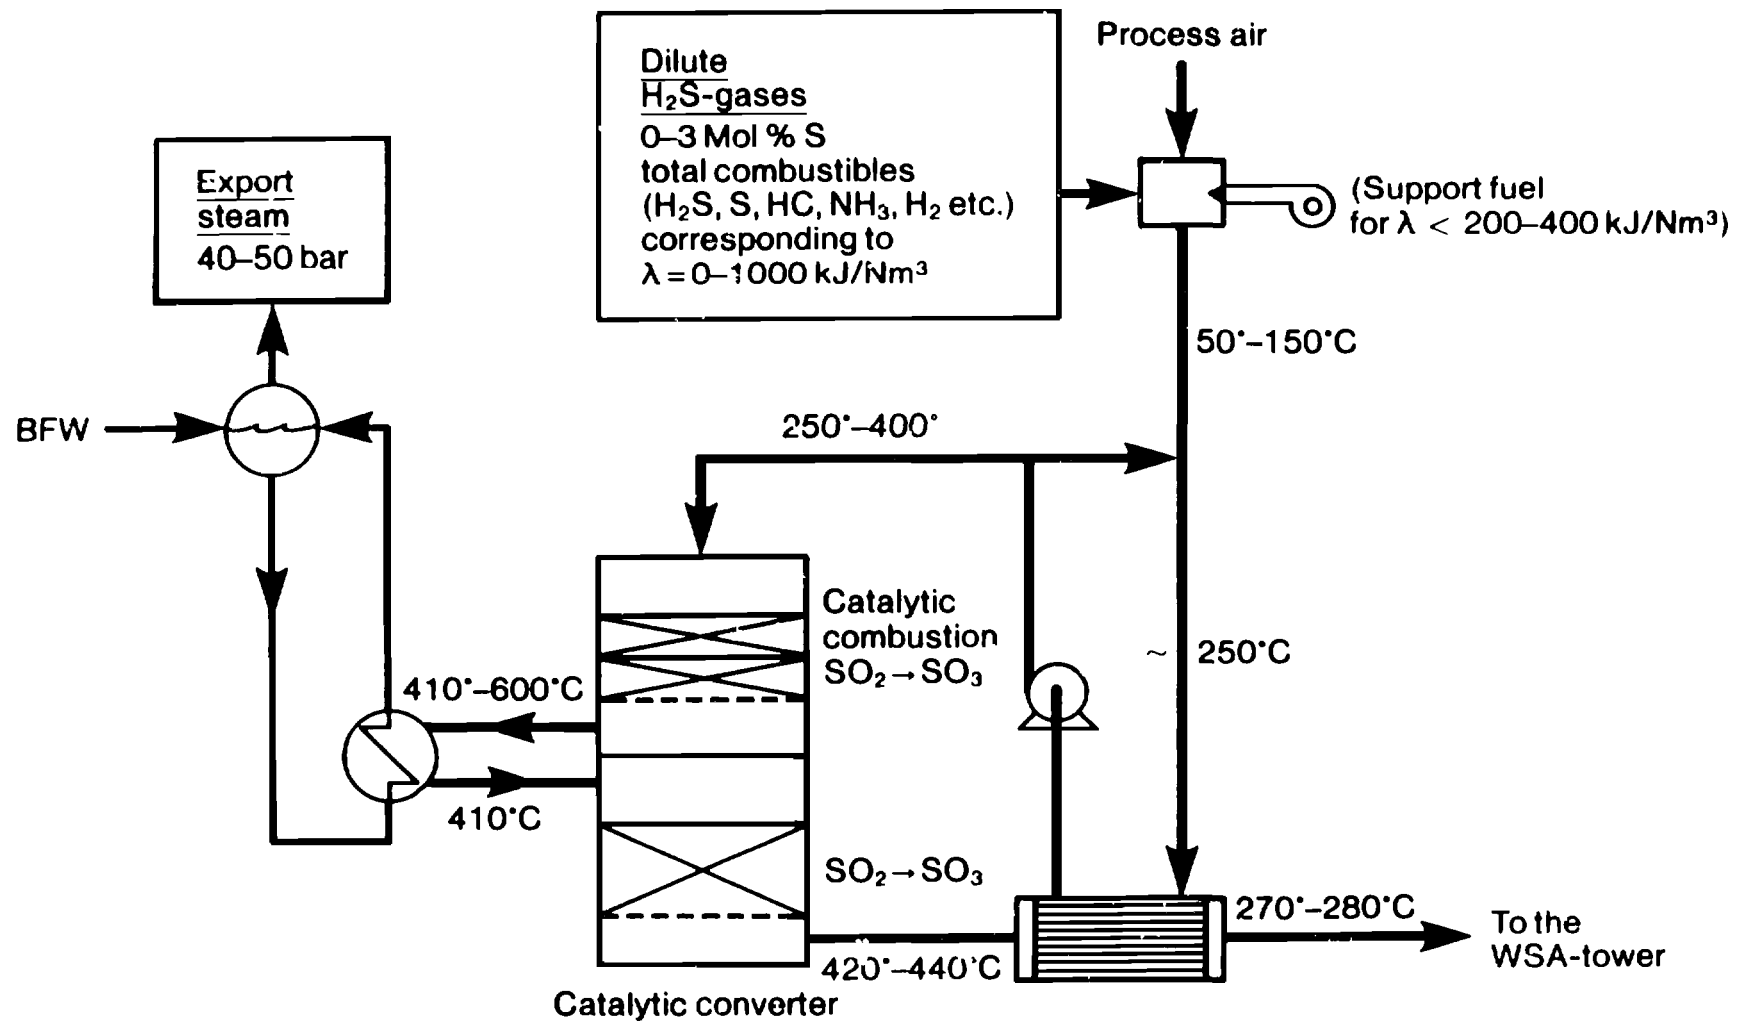 Process air
Dilute
H₂S-gases
0–3 Mol % S
total combustibles
(H₂S, S, HC, NH₃, H₂ etc.)
corresponding to
λ = 0–1000 kJ/Nm³
(Support fuel
for λ < 200–400 kJ/Nm³)
Export
steam
40–50 bar
50°–150°C
BFW
250°–400°
Catalytic
combustion
SO₂→SO₃
~ 250°C
410°–600°C
410°C
SO₂→SO₃
270°–280°C
To the
WSA-tower
420°–440°C
Catalytic converter